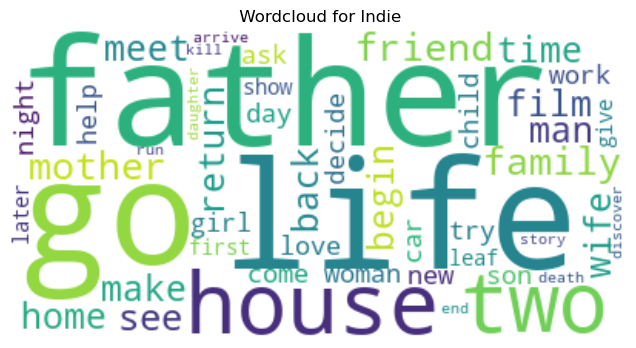 Wordcloud for Indie
father
go
life
house
two
meet
arrive
kill
ask
friend
time
night
help
daughter
show
day
return
run
mother
back
decide
begin
child
film
work
man
give
family
later
girl
first
love
car
try
leaf
story
wife
discover
make
come
woman
new
son
death
home
see
end